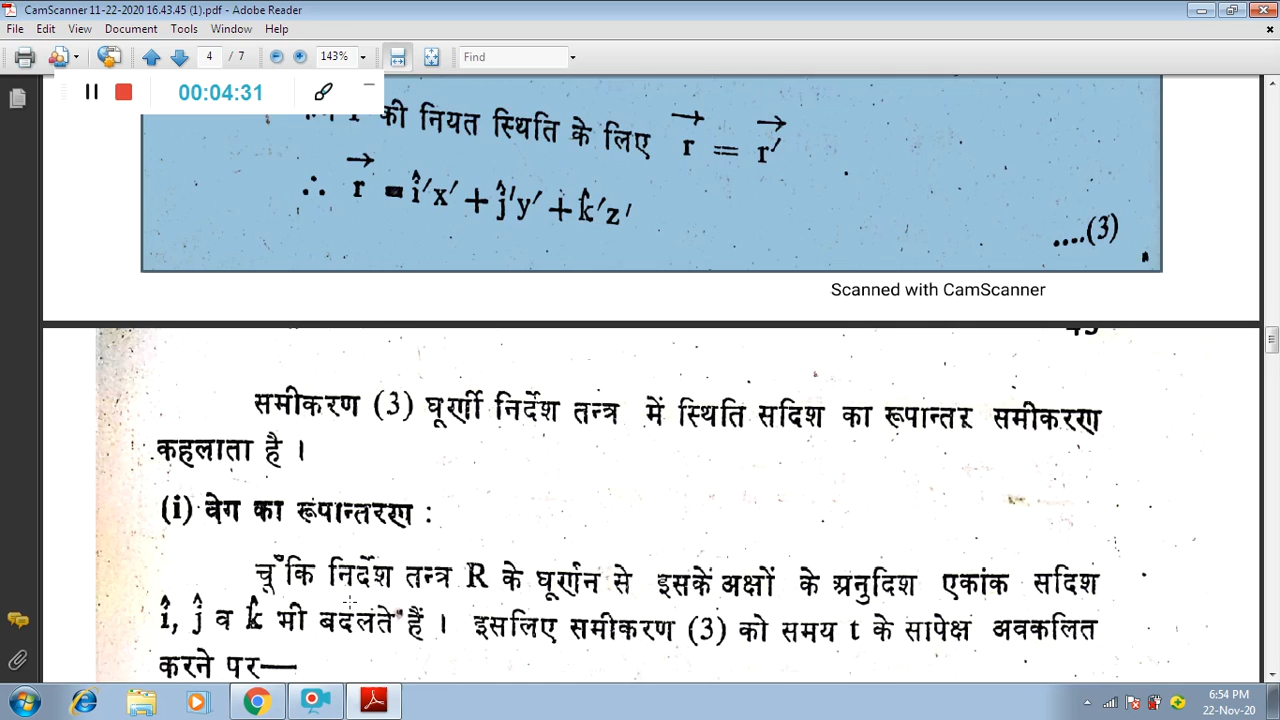 CamScanner 11-22-2020 16.43.45 (1).pdf - Adobe Reader
File Edit View Document Tools Window Help
4 / 7 143% Find
00:04:31
की नियत स्थिति के लिए r⃗ = r⃗′
∴ r⃗ = î′x′ + ĵ′y′ + k̂′z′
....(3)
Scanned with CamScanner
समीकरण (3) घूर्णी निर्देश तन्त्र में स्थिति सदिश का रूपान्तर समीकरण
कहलाता है ।
(i) वेग का रूपान्तरण :
चूँकि निर्देश तन्त्र R के घूर्णन से इसके अक्षों के अनुदिश एकांक सदिश
î, ĵ व k̂ भी बदलते हैं । इसलिए समीकरण (3) को समय t के सापेक्ष अवकलित
करने पर—
6:54 PM
22-Nov-20